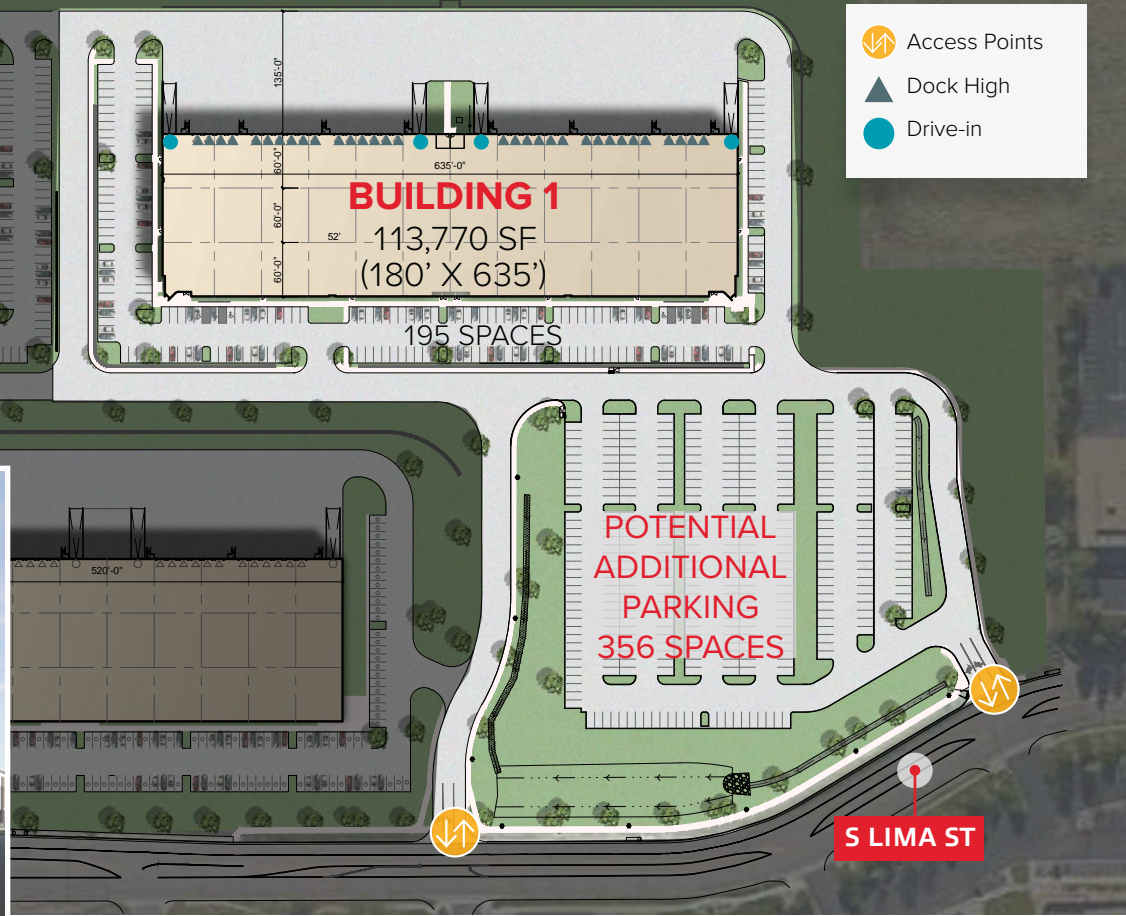 Access Points
Dock High
Drive-in
135'-0"
60'-0"
635'-0"
BUILDING 1
60'-0"
52'
113,770 SF
(180' X 635')
60'-0"
195 SPACES
POTENTIAL
ADDITIONAL
PARKING
356 SPACES
520'-0"
S LIMA ST